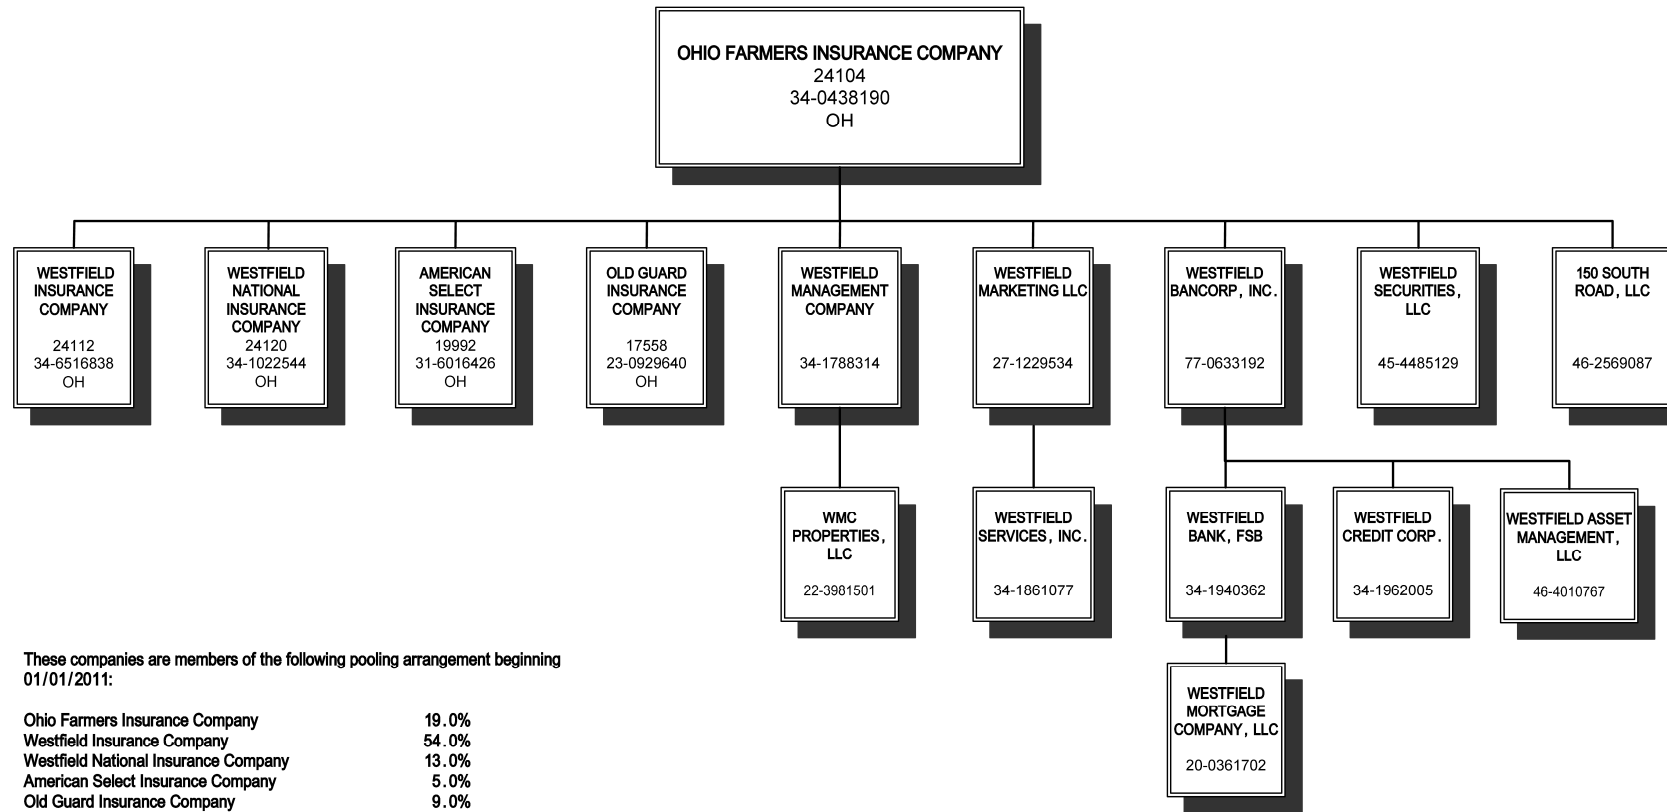 OHIO FARMERS INSURANCE COMPANY
24104
34-0438190
OH
WESTFIELD
INSURANCE
COMPANY
24112
34-6516838
OH
WESTFIELD
NATIONAL
INSURANCE
COMPANY
24120
34-1022544
OH
AMERICAN
SELECT
INSURANCE
COMPANY
19992
31-6016426
OH
OLD GUARD
INSURANCE
COMPANY
17558
23-0929640
OH
WESTFIELD
MANAGEMENT
COMPANY
34-1788314
WESTFIELD
MARKETING LLC
27-1229534
WESTFIELD
BANCORP, INC.
77-0633192
WESTFIELD
SECURITIES,
LLC
45-4485129
150 SOUTH
ROAD, LLC
46-2569087
WMC
PROPERTIES,
LLC
22-3981501
WESTFIELD
SERVICES, INC.
34-1861077
WESTFIELD
BANK, FSB
34-1940362
WESTFIELD
CREDIT CORP.
34-1962005
WESTFIELD ASSET
MANAGEMENT,
LLC
46-4010767
WESTFIELD
MORTGAGE
COMPANY, LLC
20-0361702
These companies are members of the following pooling arrangement beginning
01/01/2011:
Ohio Farmers Insurance Company 19.0%
Westfield Insurance Company 54.0%
Westfield National Insurance Company 13.0%
American Select Insurance Company 5.0%
Old Guard Insurance Company 9.0%